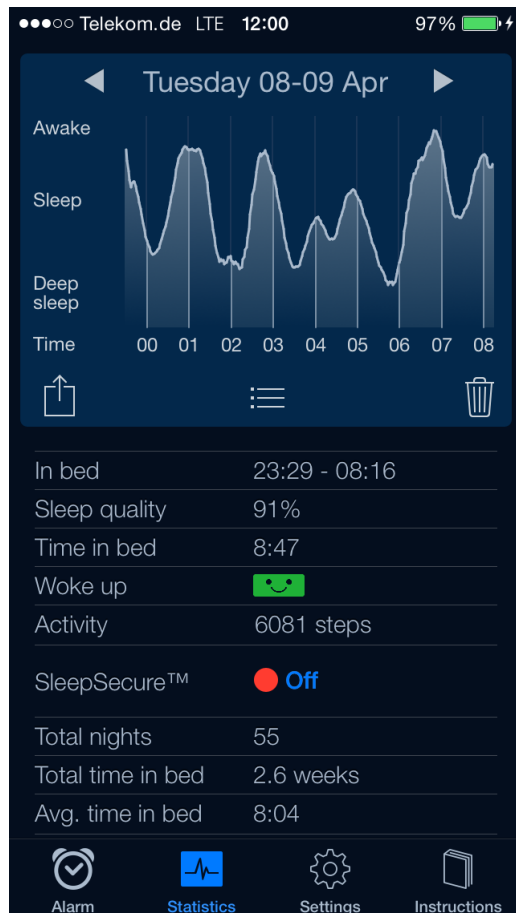 Telekom.de LTE 12:00 97%
Tuesday 08-09 Apr
Awake
Sleep
Deep
sleep
Time 00 01 02 03 04 05 06 07 08
In bed 23:29 - 08:16
Sleep quality 91%
Time in bed 8:47
Woke up
Activity 6081 steps
SleepSecure™ Off
Total nights 55
Total time in bed 2.6 weeks
Avg. time in bed 8:04
Alarm Statistics Settings Instructions